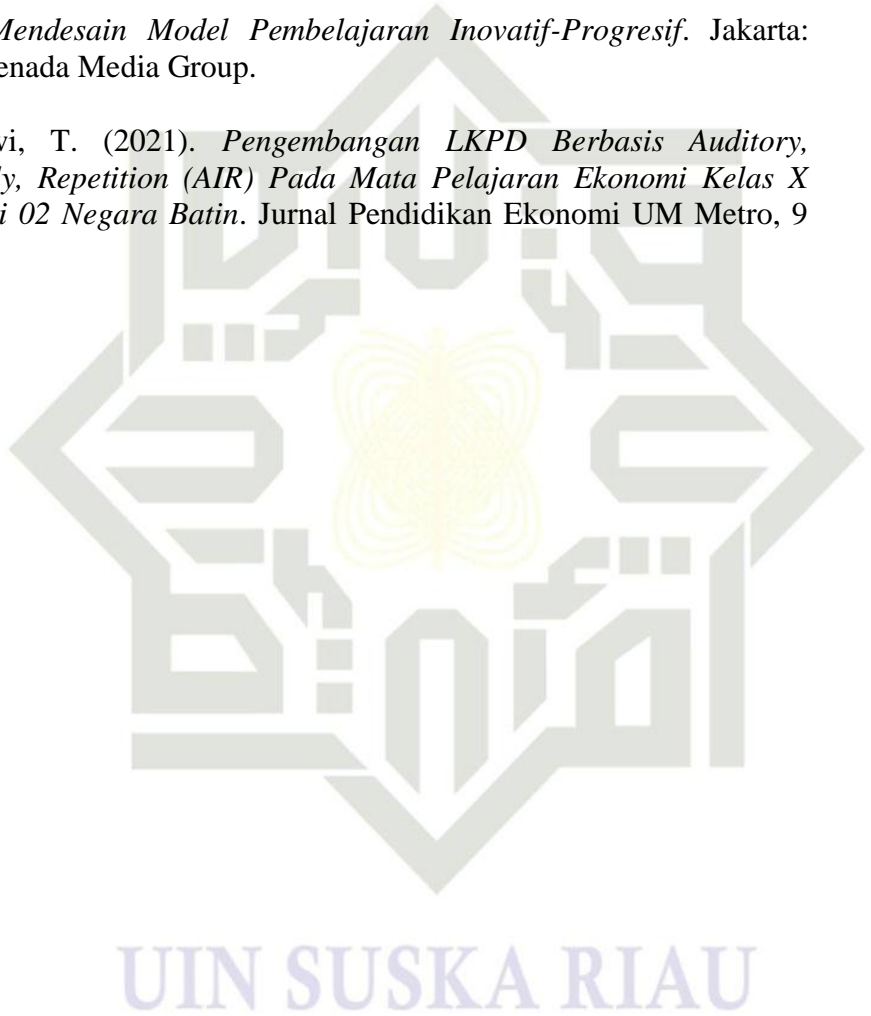 Mendesain Model Pembelajaran Inovatif-Progresif. Jakarta:
enada Media Group.
vi, T. (2021). Pengembangan LKPD Berbasis Auditory,
y, Repetition (AIR) Pada Mata Pelajaran Ekonomi Kelas X
i 02 Negara Batin. Jurnal Pendidikan Ekonomi UM Metro, 9
UIN SUSKA RIAU